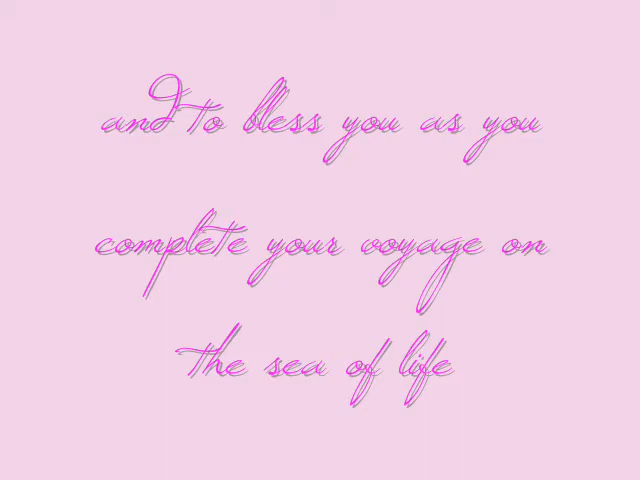 and to bless you as you
complete your voyage on
the sea of life